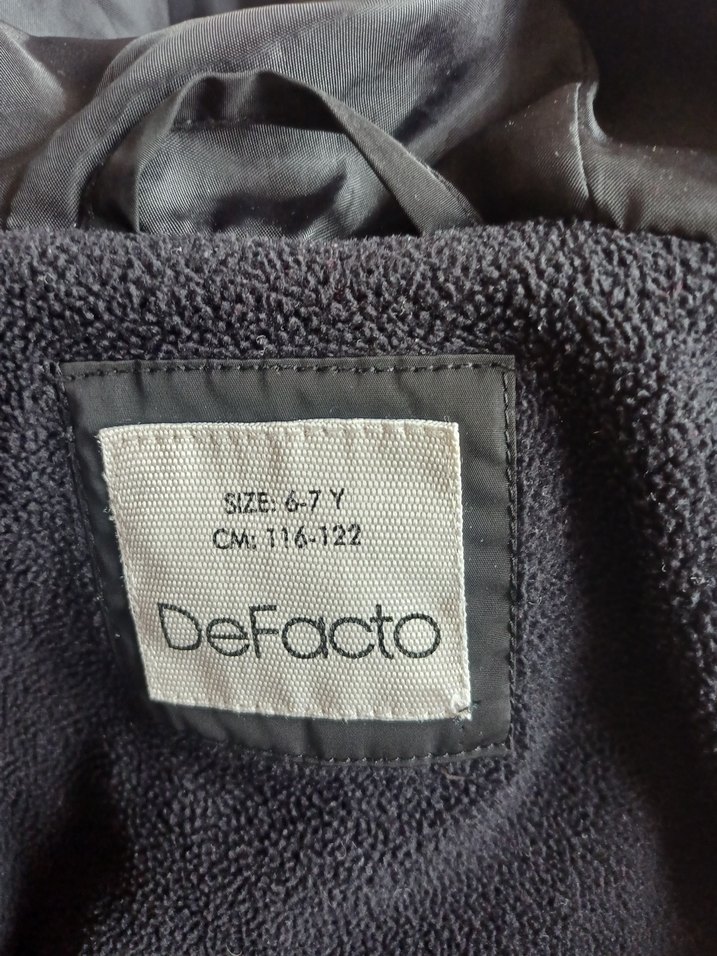 SIZE: 6-7 Y
CM: 116-122
DeFacto